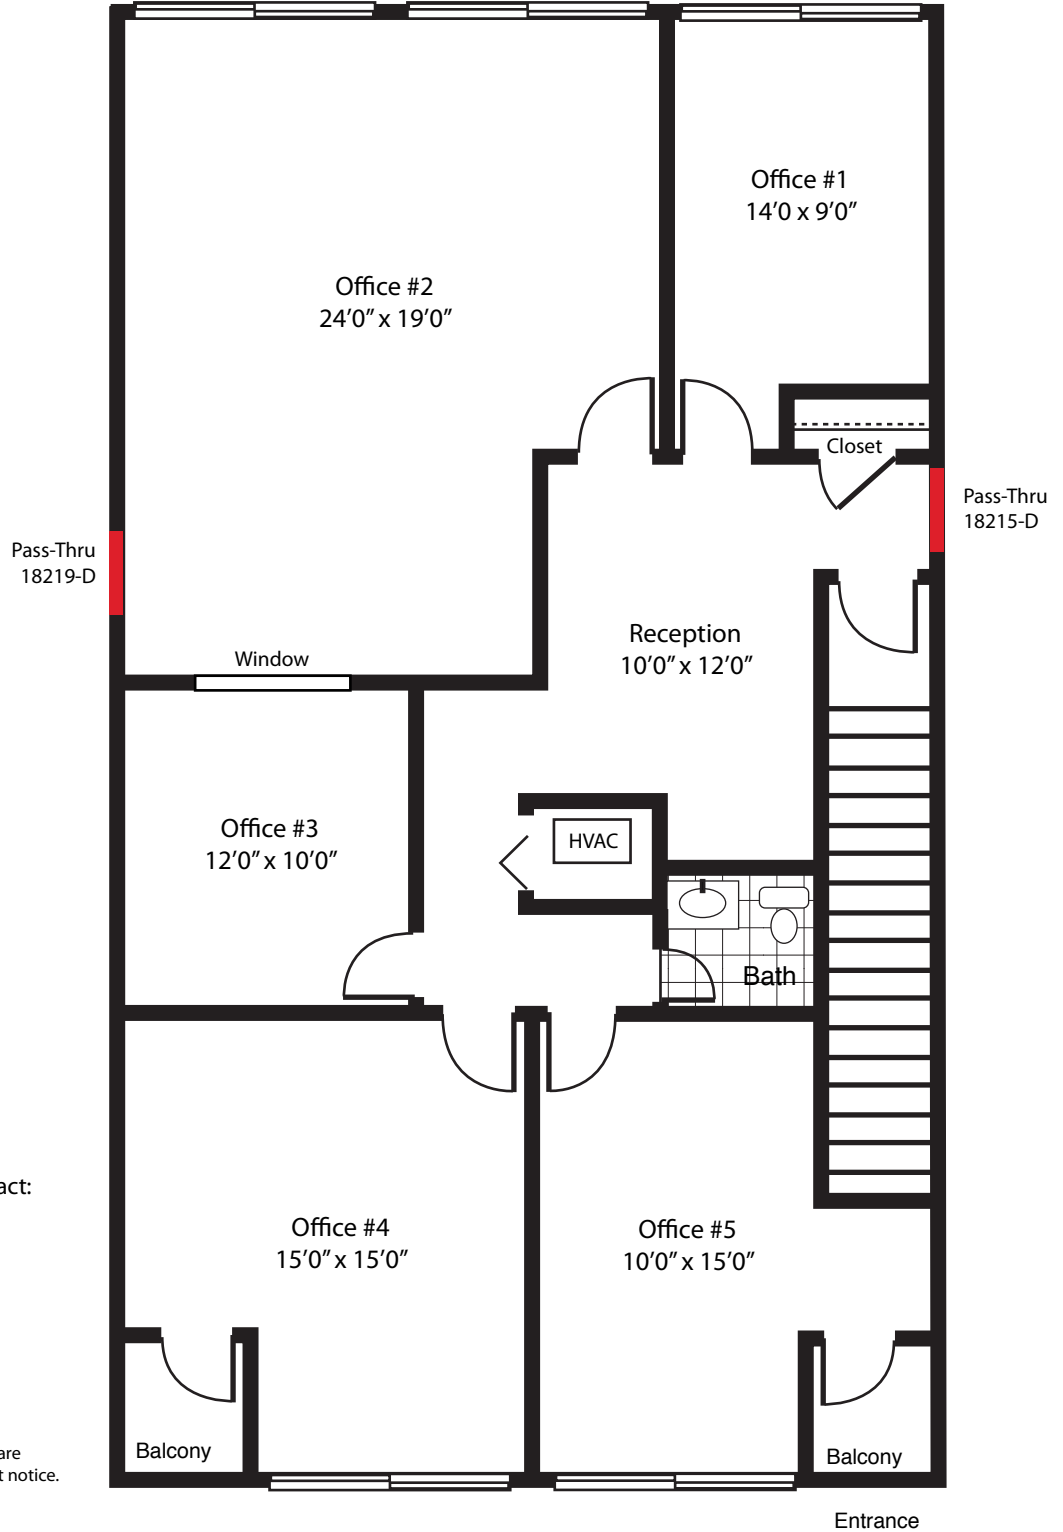 Office #1
14’0 x 9’0”
Office #2
24’0” x 19’0”
Closet
Pass-Thru
18215-D
Pass-Thru
18219-D
Reception
10’0” x 12’0”
Window
Office #3
12’0” x 10’0”
HVAC
Bath
act:
Office #4
15’0” x 15’0”
Office #5
10’0” x 15’0”
Balcony
Balcony
are
t notice.
Entrance